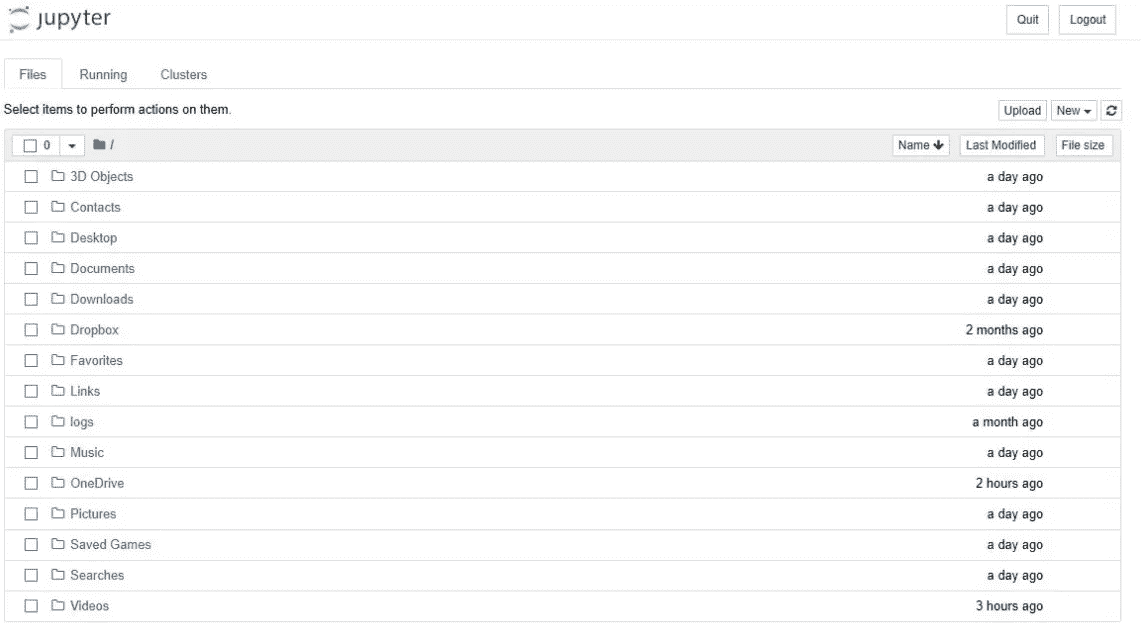 jupyter Quit Logout
Files Running Clusters
Select items to perform actions on them. Upload New
0 / Name Last Modified File size
3D Objects a day ago
Contacts a day ago
Desktop a day ago
Documents a day ago
Downloads a day ago
Dropbox 2 months ago
Favorites a day ago
Links a day ago
logs a month ago
Music a day ago
OneDrive 2 hours ago
Pictures a day ago
Saved Games a day ago
Searches a day ago
Videos 3 hours ago